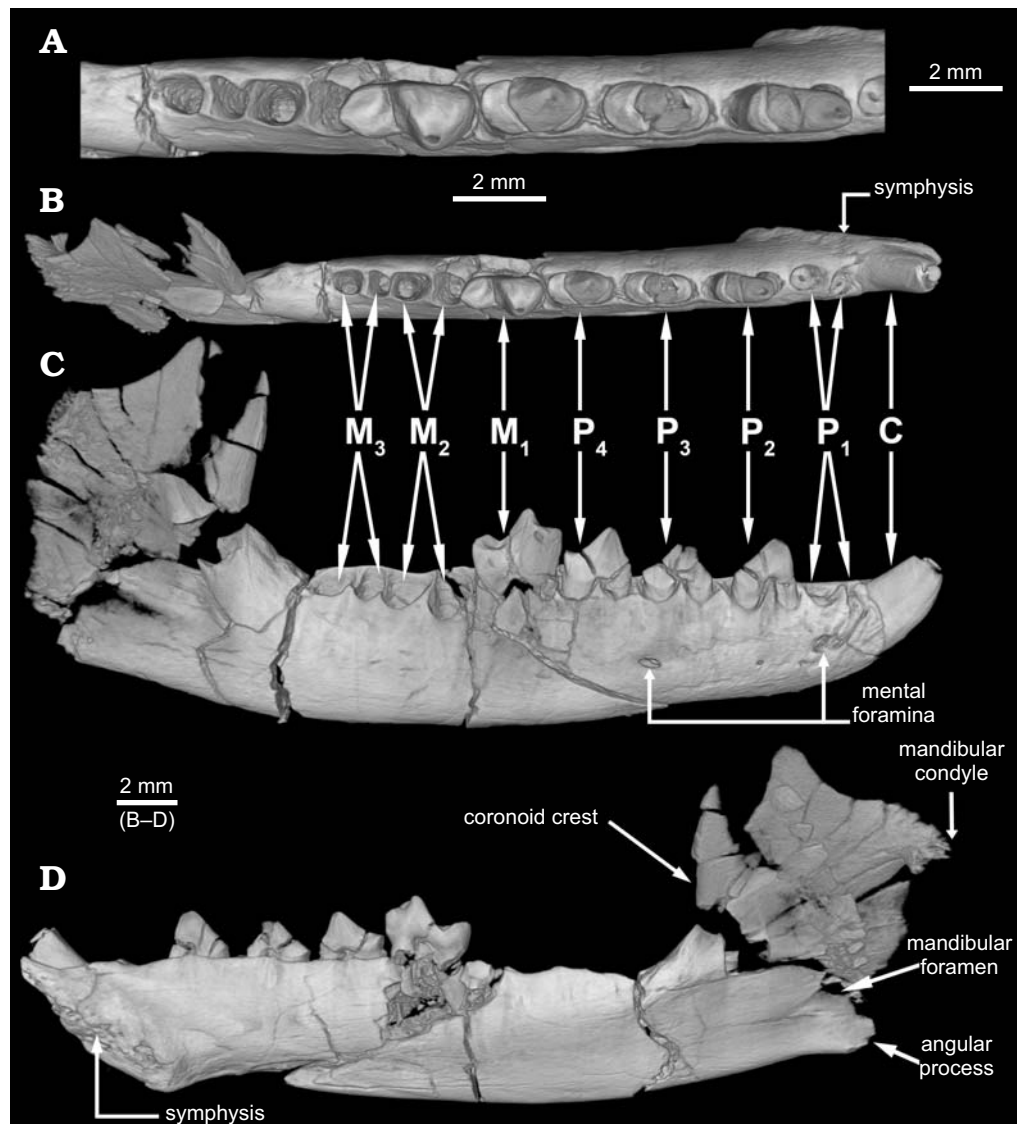 A
2 mm
2 mm
symphysis
B
C
M3 M2 M1 P4 P3 P2 P1 C
mental
foramina
mandibular
condyle
2 mm
(B–D)
coronoid crest
D
mandibular
foramen
angular
process
symphysis